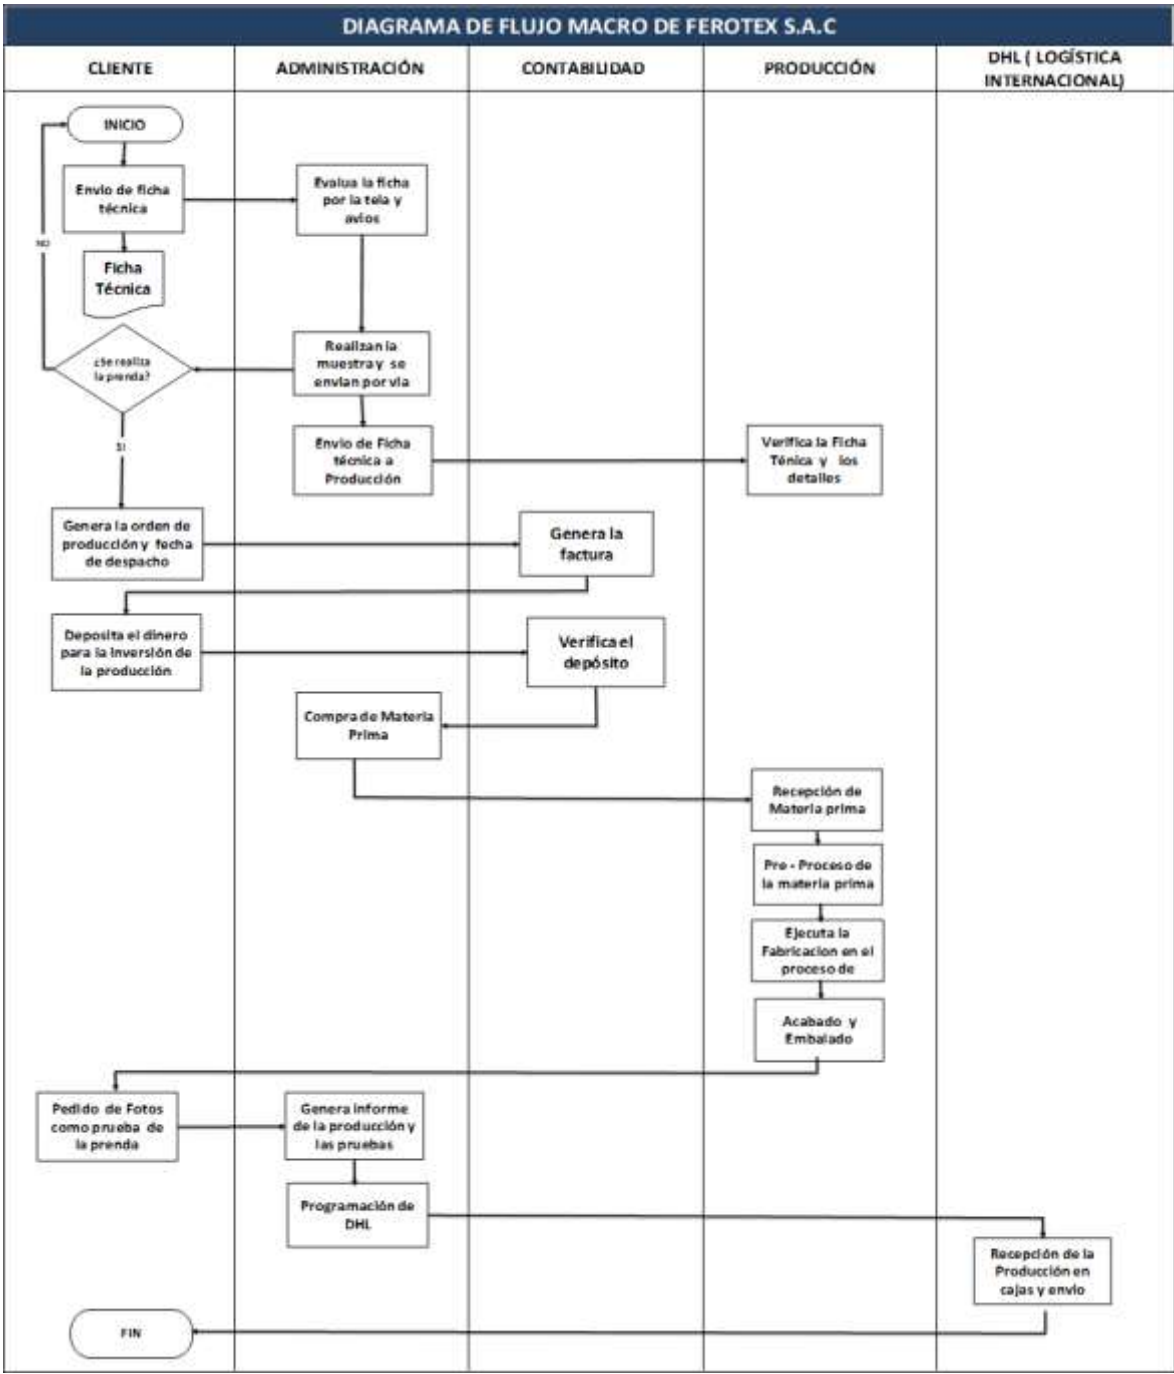 DIAGRAMA DE FLUJO MACRO DE FEROTEX S.A.C
CLIENTE
ADMINISTRACIÓN
CONTABILIDAD
PRODUCCIÓN
DHL ( LOGÍSTICA
INTERNACIONAL)
INICIO
Envio de ficha
técnica
Evalua la ficha
por la tela y
avios
NO
Ficha
Técnica
¿Se realiza
la prenda?
Realizan la
muestra y se
envian por via
SI
Envio de Ficha
técnica a
Producción
Verifica la Ficha
Ténica y los
detalles
Genera la orden de
producción y fecha
de despacho
Genera la
factura
Deposita el dinero
para la inversión de
la producción
Verifica el
depósito
Compra de Materia
Prima
Recepción de
Materia prima
Pre - Proceso de
la materia prima
Ejecuta la
Fabricacion en el
proceso de
Acabado y
Embalado
Pedido de Fotos
como prueba de
la prenda
Genera informe
de la producción y
las pruebas
Programación de
DHL
Recepción de la
Producción en
cajas y envio
FIN